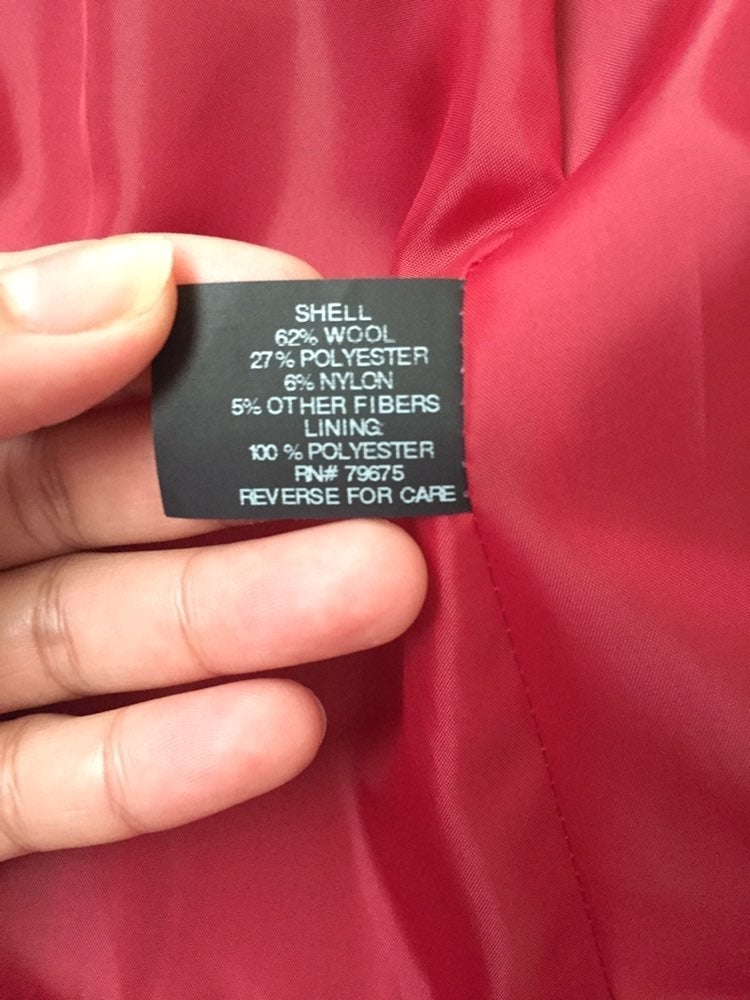 SHELL
62% WOOL
27% POLYESTER
6% NYLON
5% OTHER FIBERS
LINING:
100 % POLYESTER
RN# 79675
REVERSE FOR CARE